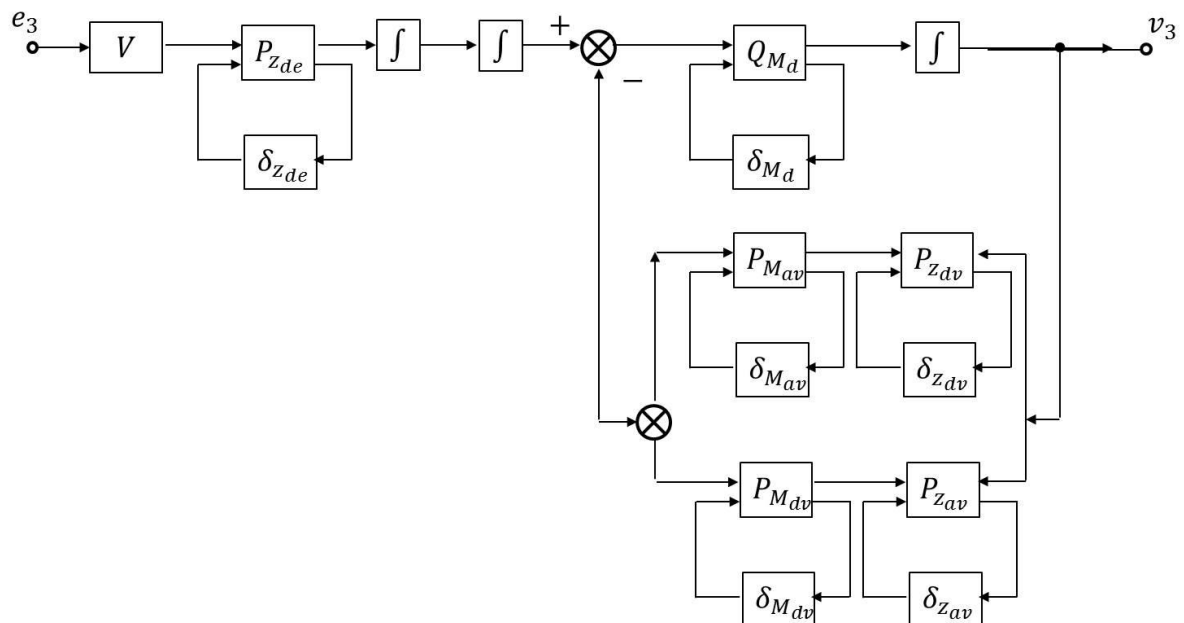 e₃ V P_{z_{de}} ∫ ∫ + − Q_{M_d} ∫ v₃
δ_{z_{de}} δ_{M_d}
P_{M_{av}} P_{z_{dv}}
δ_{M_{av}} δ_{z_{dv}}
P_{M_{dv}} P_{z_{av}}
δ_{M_{dv}} δ_{z_{av}}